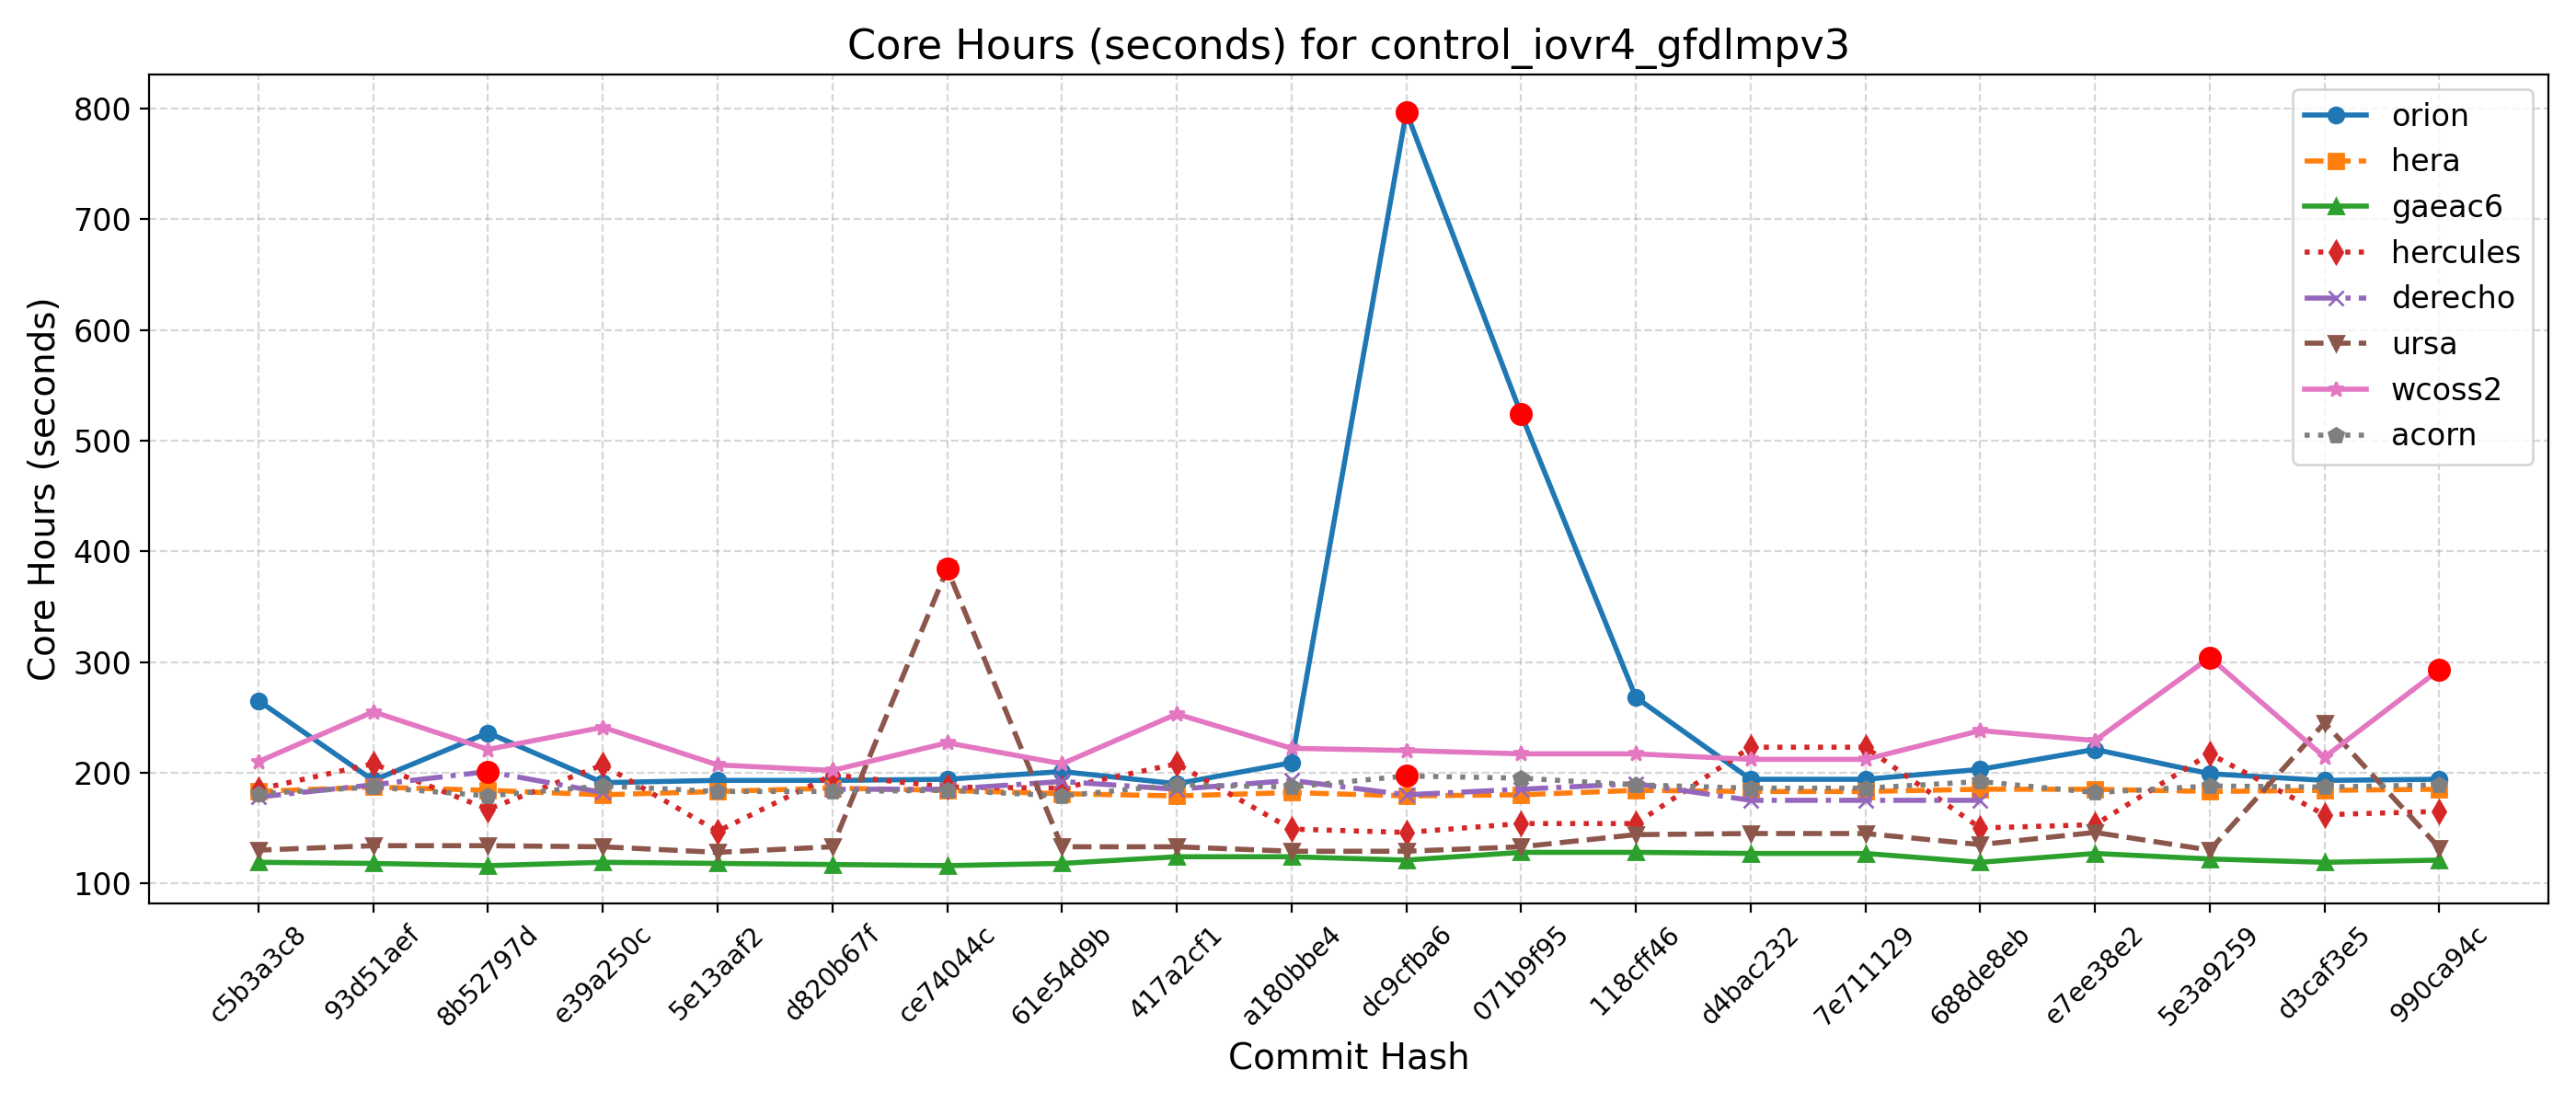 Core Hours (seconds) for control_iovr4_gfdlmpv3
Core Hours (seconds)
800
700
600
500
400
300
200
100
orion
hera
gaeac6
hercules
derecho
ursa
wcoss2
acorn
c5b3a3c8
93d51aef
8b52797d
e39a250c
5e13aaf2
d820b67f
ce74044c
61e54d9b
417a2cf1
a180bbe4
dc9cfba6
071b9f95
118cff46
d4bac232
7e711129
688de8eb
e7ee38e2
5e3a9259
d3caf3e5
990ca94c
Commit Hash